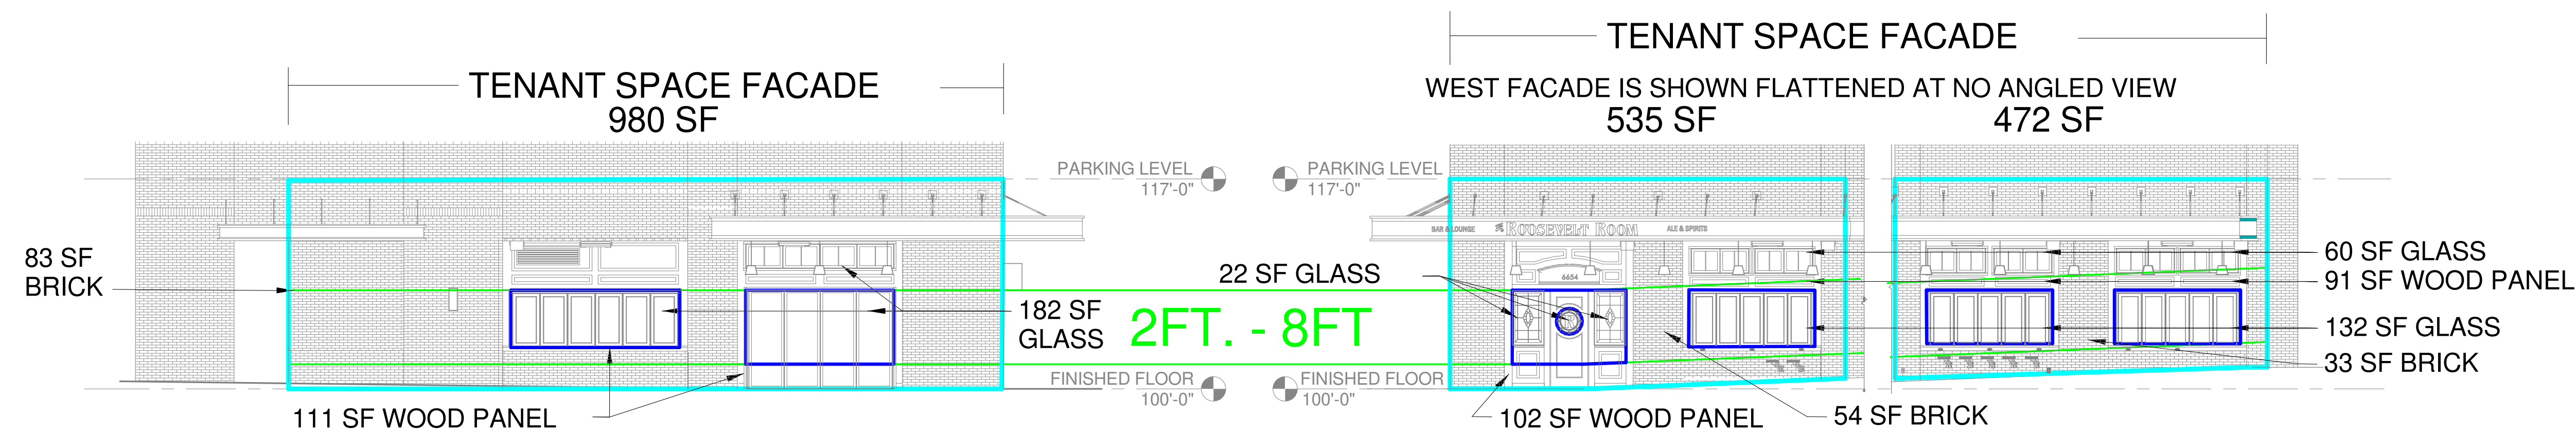 TENANT SPACE FACADE
980 SF
TENANT SPACE FACADE
WEST FACADE IS SHOWN FLATTENED AT NO ANGLED VIEW
535 SF
472 SF
PARKING LEVEL
117'-0"
PARKING LEVEL
117'-0"
83 SF
BRICK
BAR & LOUNGE
ROOSEVELT ROOM
ALE & SPIRITS
6654
22 SF GLASS
182 SF
GLASS
2FT. - 8FT
60 SF GLASS
91 SF WOOD PANEL
132 SF GLASS
33 SF BRICK
FINISHED FLOOR
100'-0"
FINISHED FLOOR
100'-0"
111 SF WOOD PANEL
102 SF WOOD PANEL
54 SF BRICK